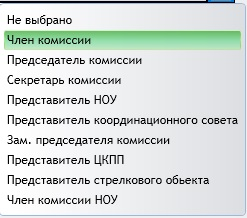 Не выбрано
Член комиссии
Председатель комиссии
Секретарь комиссии
Представитель НОУ
Представитель координационного совета
Зам. председателя комиссии
Представитель ЦКПП
Представитель стрелкового обьекта
Член комиссии НОУ